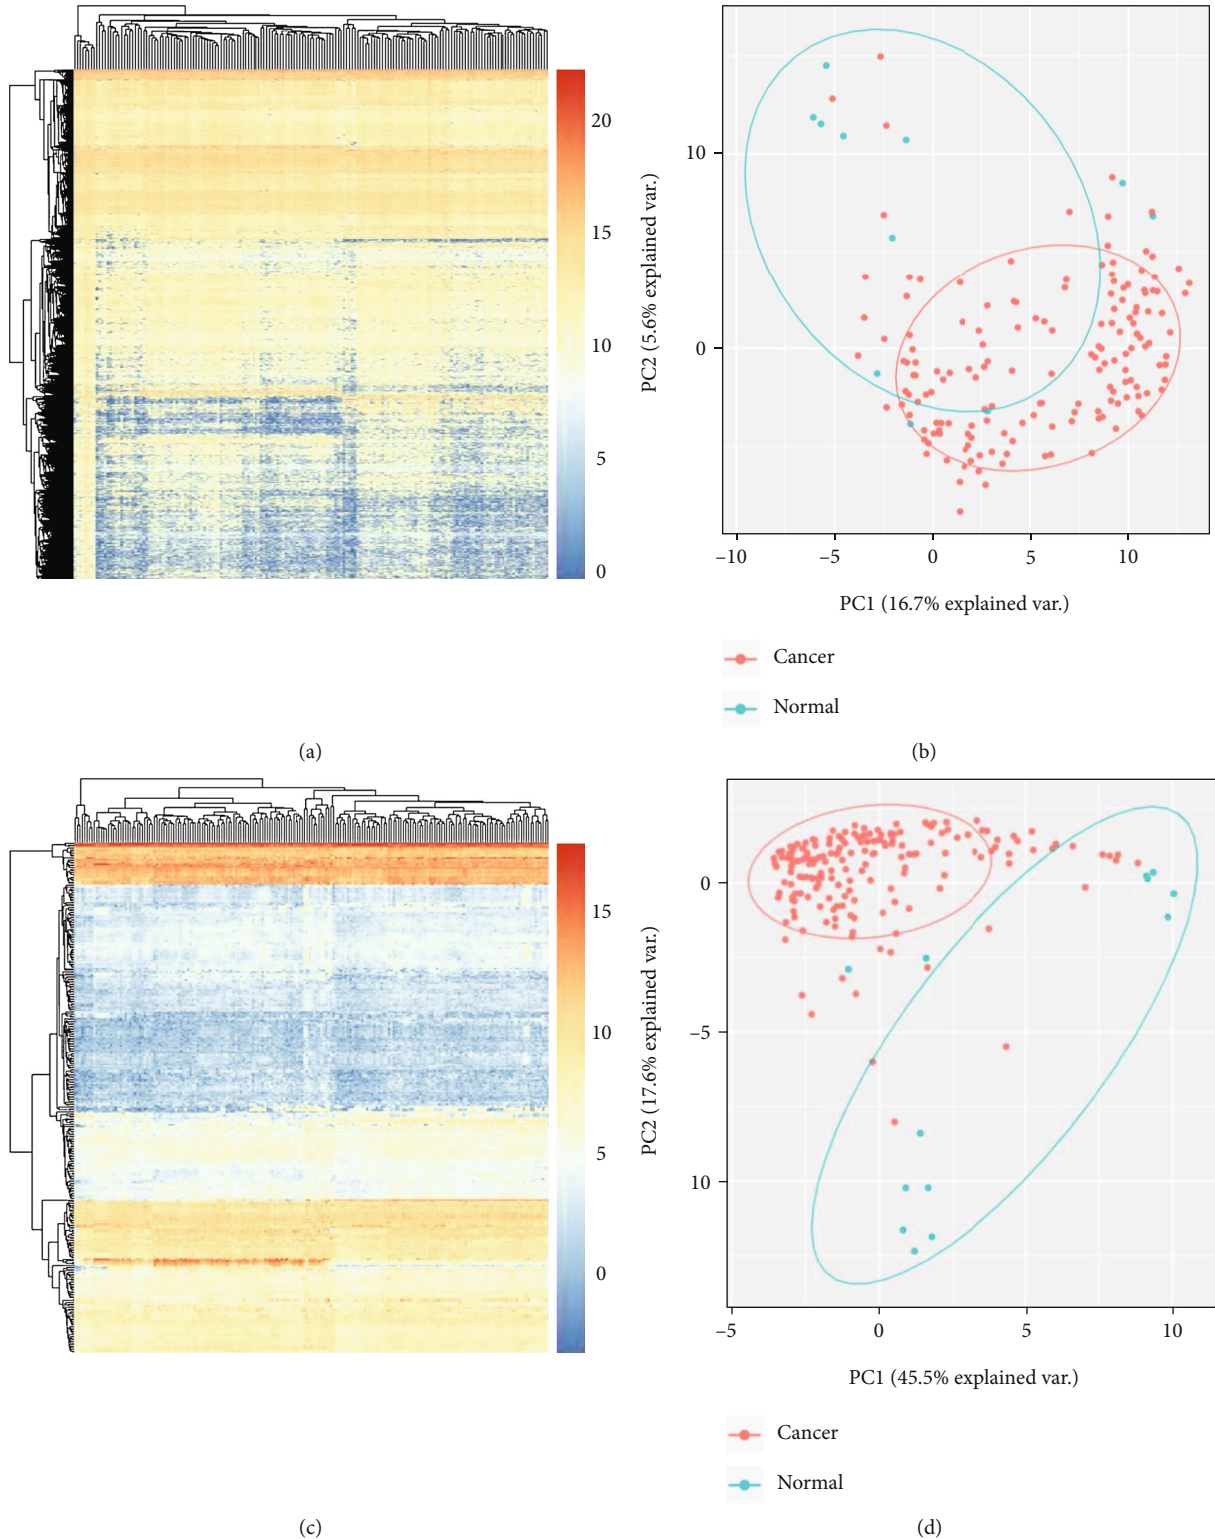 20
15
10
5
0
PC2 (5.6% explained var.)
10
0
−10
−5
0
5
10
PC1 (16.7% explained var.)
Cancer
Normal
(a)
(b)
15
10
5
0
PC2 (17.6% explained var.)
0
−5
10
−5
0
5
10
PC1 (45.5% explained var.)
Cancer
Normal
(c)
(d)